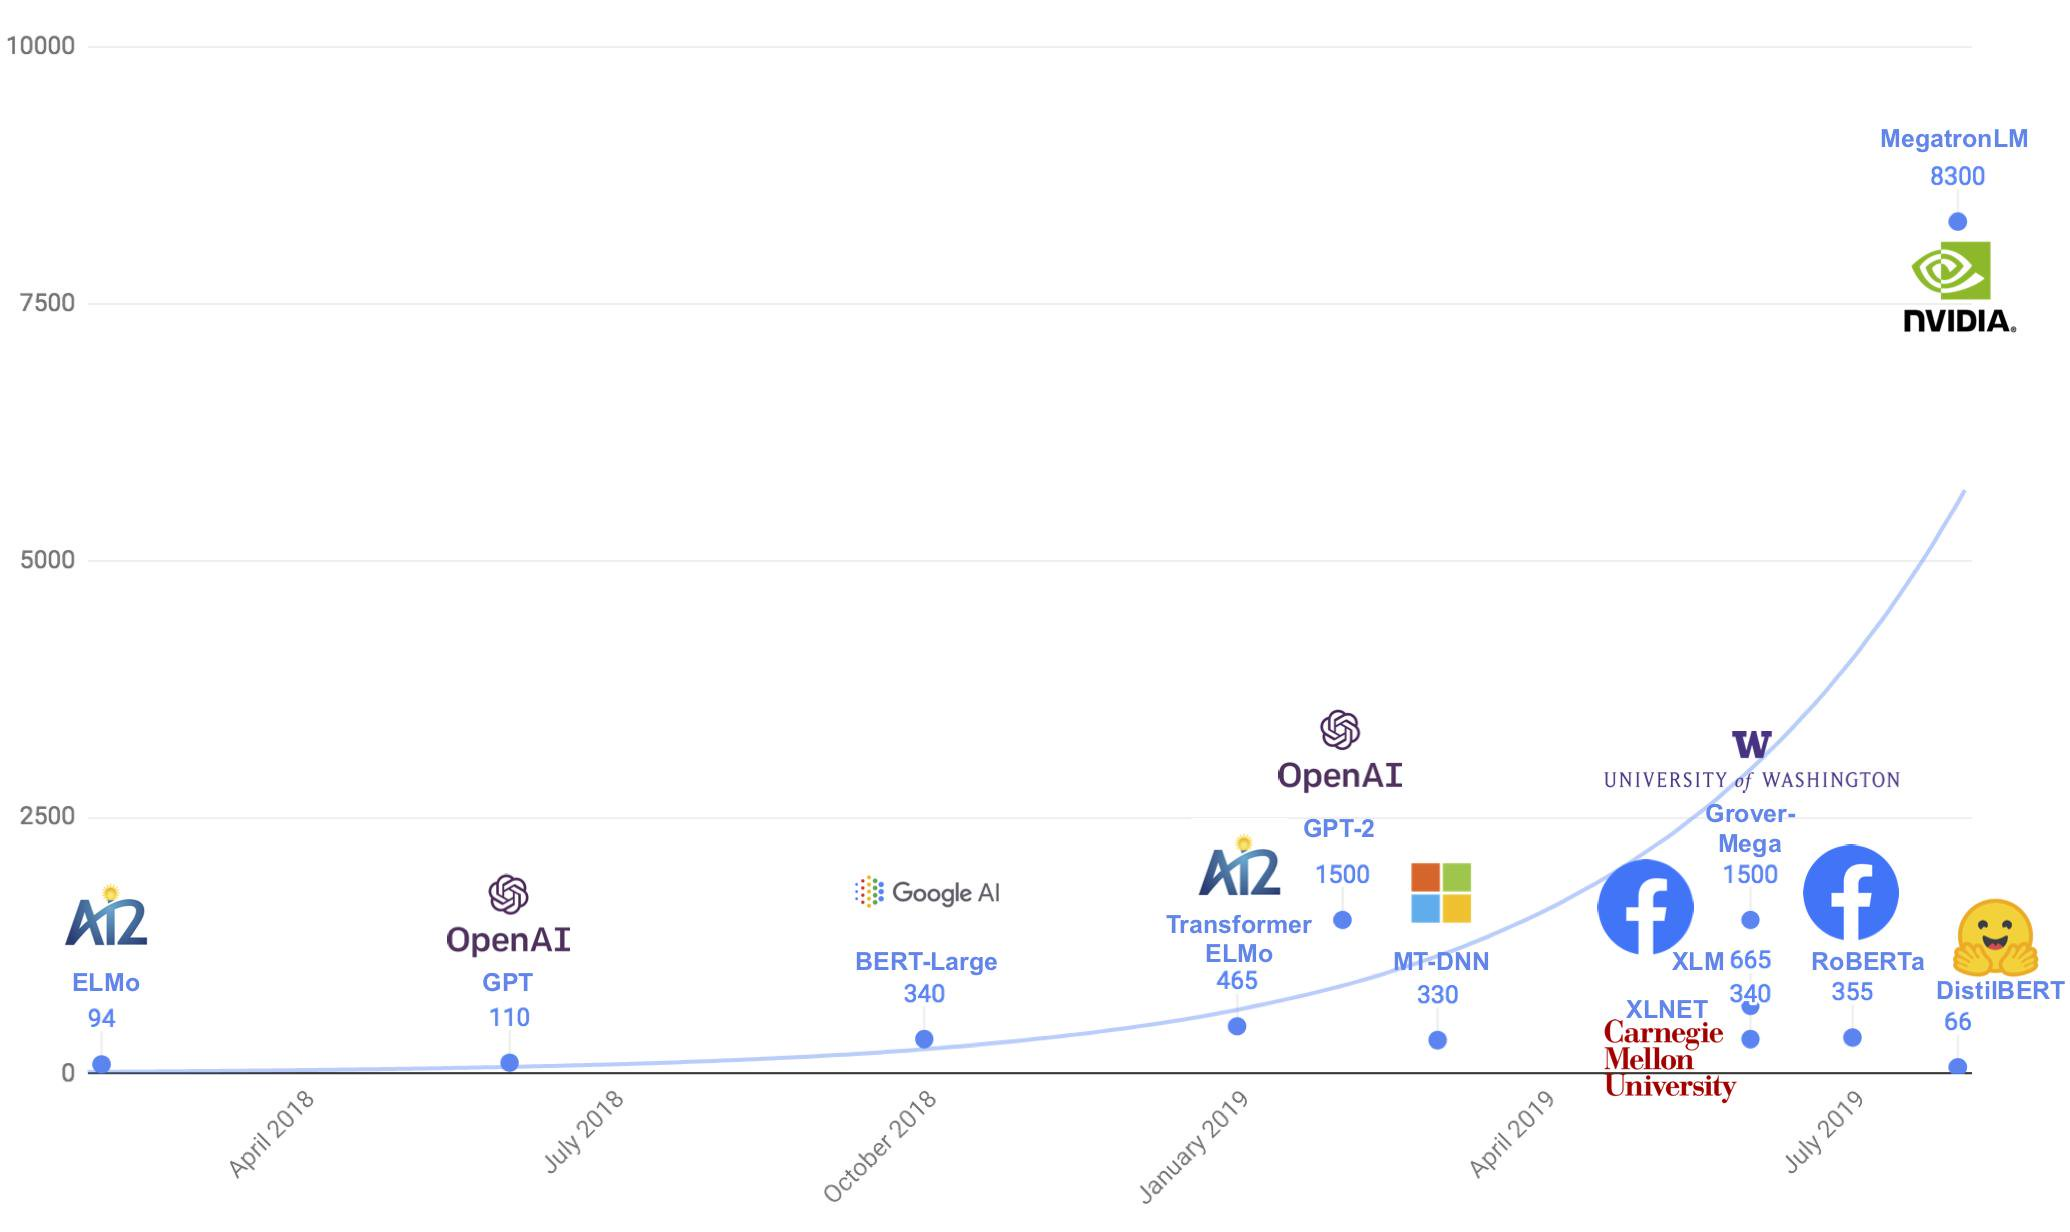 10000
MegatronLM
8300
7500
NVIDIA®
5000
OpenAI
W
UNIVERSITY of WASHINGTON
2500
GPT-2
Grover-
Mega
AI2
1500
1500
AI2
OpenAI
Google AI
Transformer
ELMo
ELMo
GPT
BERT-Large
465
MT-DNN
XLM 665
RoBERTa
DistilBERT
94
110
340
330
XLNET
340
355
66
Carnegie
Mellon
University
0
April 2018
July 2018
October 2018
January 2019
April 2019
July 2019